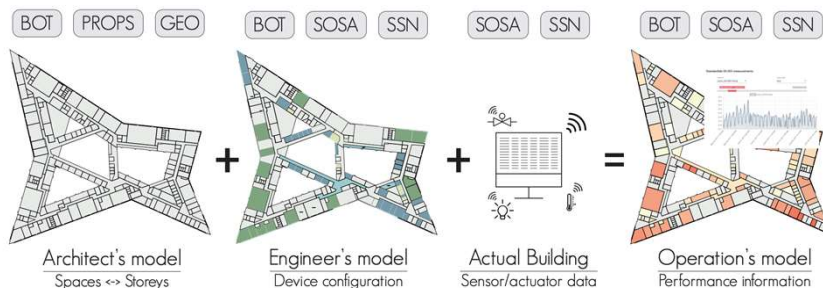 BOT PROPS GEO
BOT SOSA SSN
SOSA SSN
BOT SOSA SSN
+
+
=
Architect's model
Spaces <-> Storeys
Engineer's model
Device configuration
Actual Building
Sensor/actuator data
Operation's model
Performance information